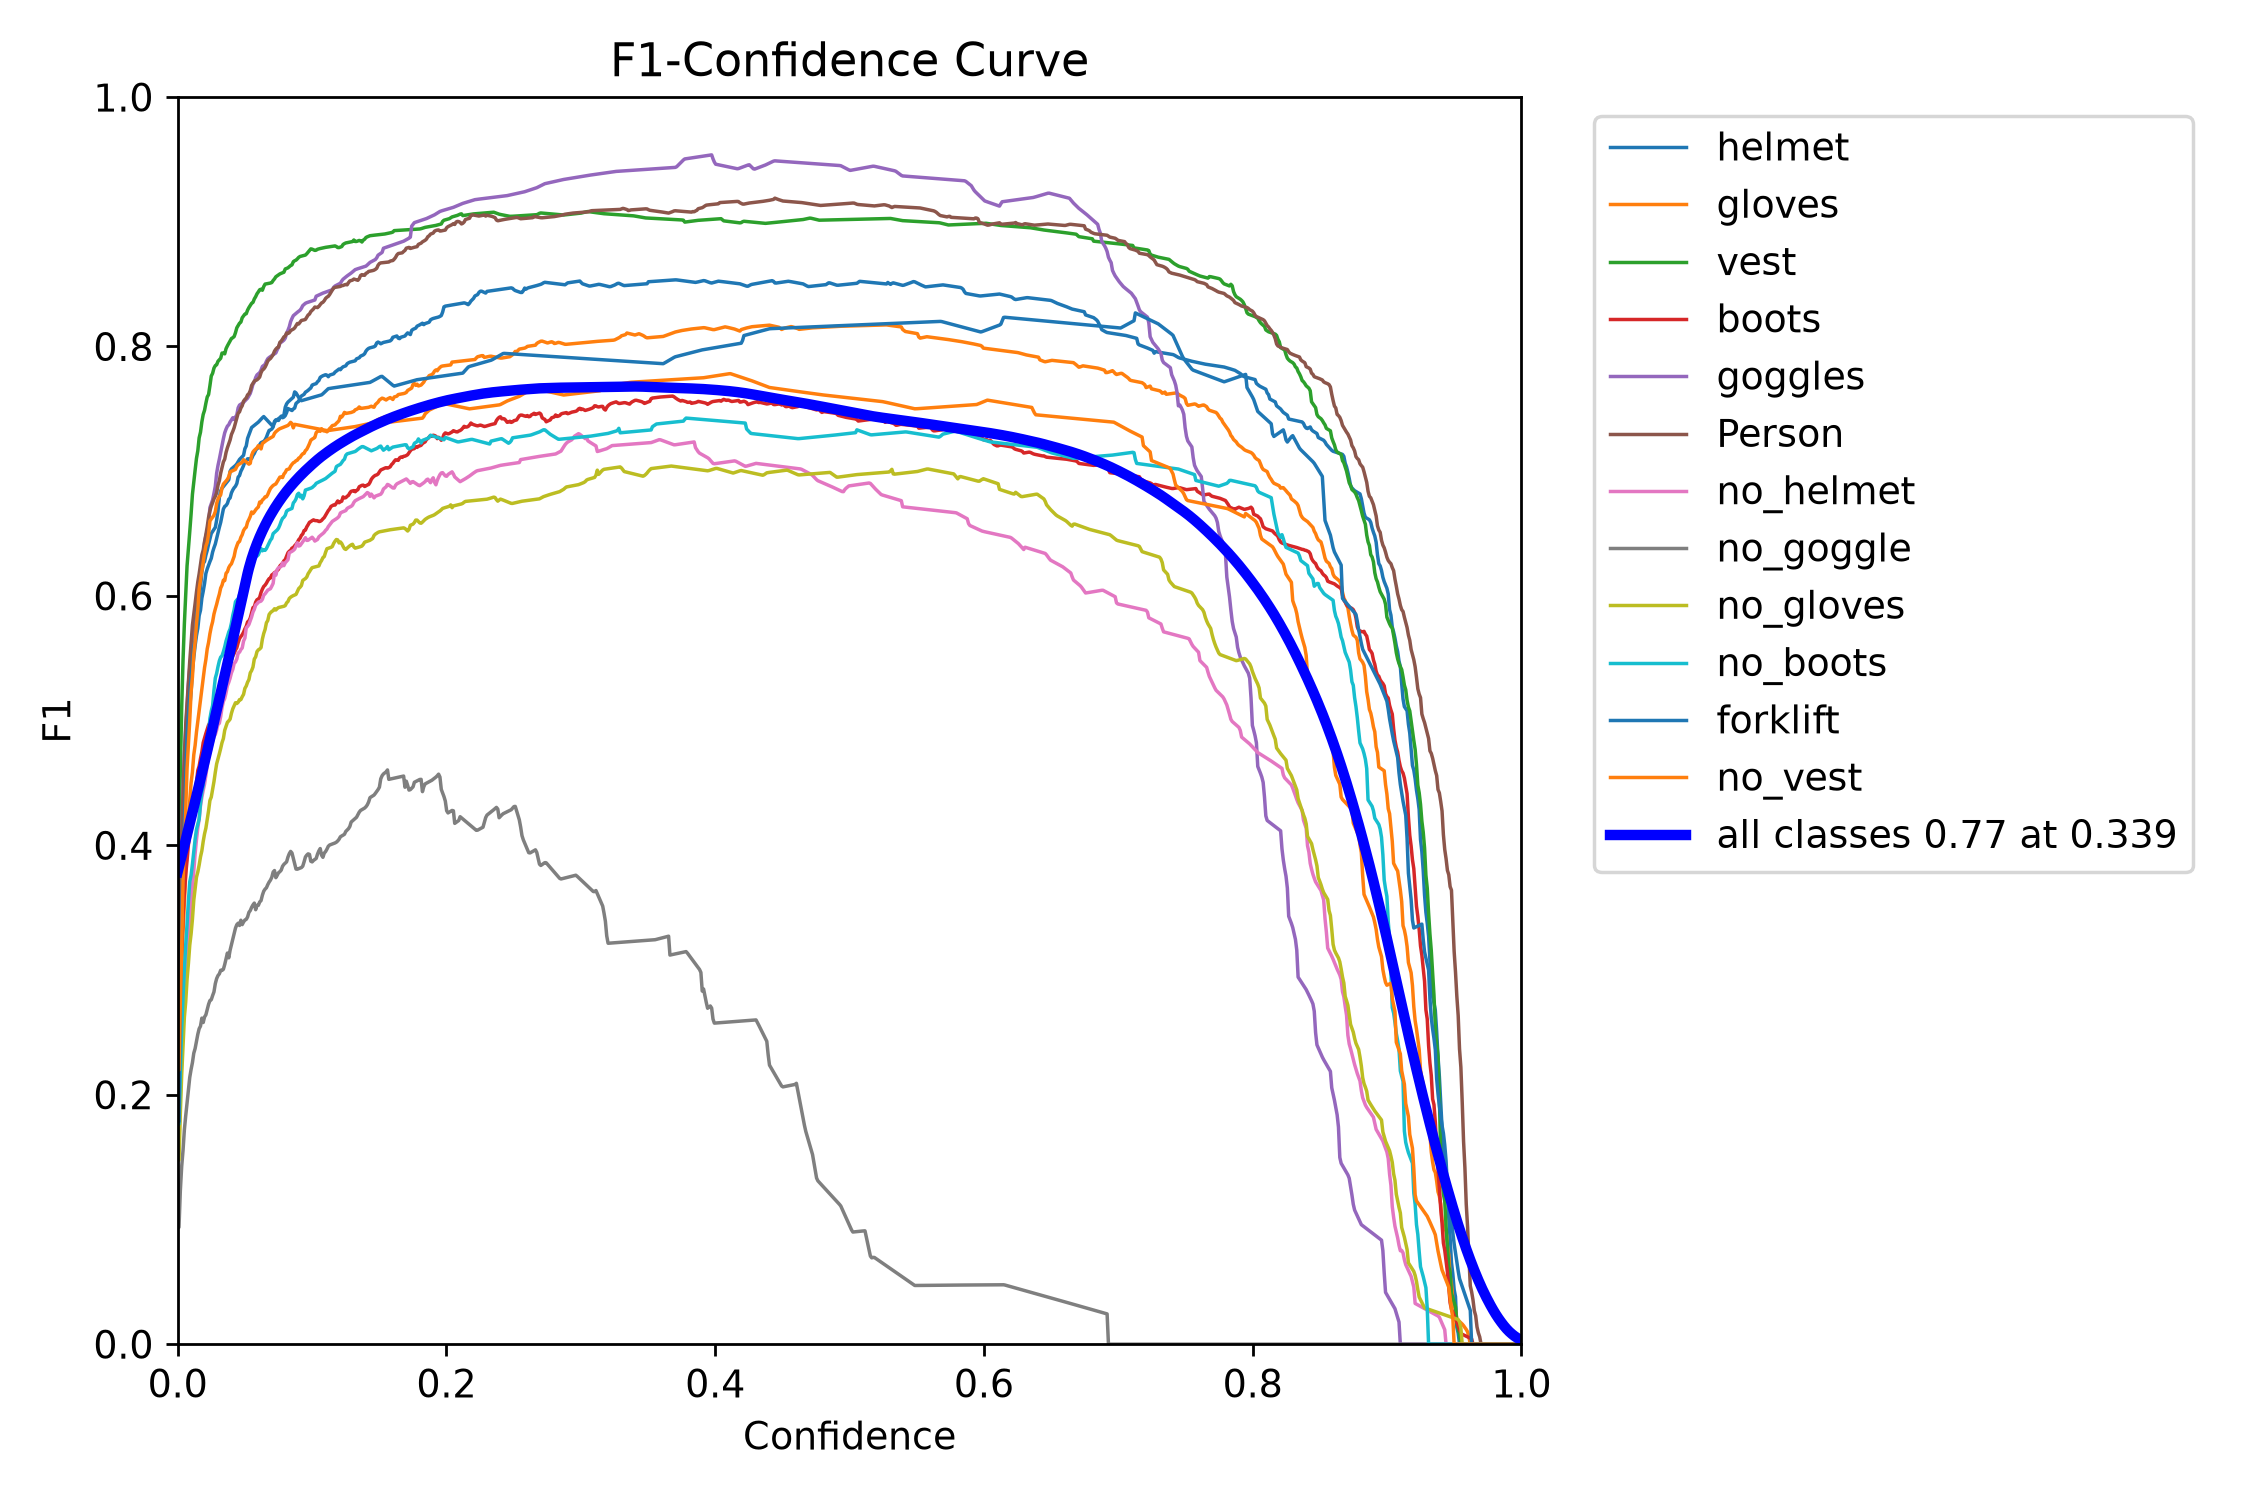 F1-Confidence Curve
1.0
0.8
0.6
0.4
0.2
0.0
F1
0.0 0.2 0.4 0.6 0.8 1.0
Confidence
helmet
gloves
vest
boots
goggles
Person
no_helmet
no_goggle
no_gloves
no_boots
forklift
no_vest
all classes 0.77 at 0.339